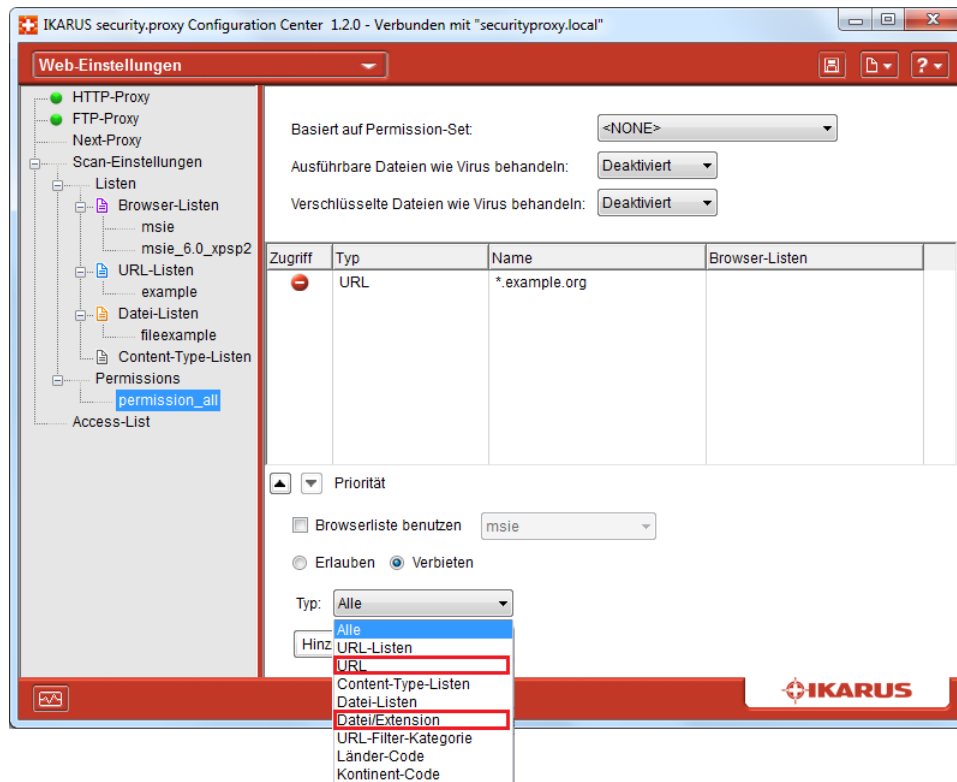 IKARUS security.proxy Configuration Center 1.2.0 - Verbunden mit "securityproxy.local"
Web-Einstellungen
HTTP-Proxy
FTP-Proxy
Next-Proxy
Scan-Einstellungen
Listen
Browser-Listen
msie
msie_6.0_xpsp2
URL-Listen
example
Datei-Listen
fileexample
Content-Type-Listen
Permissions
permission_all
Access-List
Basiert auf Permission-Set: <NONE>
Ausführbare Dateien wie Virus behandeln: Deaktiviert
Verschlüsselte Dateien wie Virus behandeln: Deaktiviert
Zugriff Typ Name Browser-Listen
URL *.example.org
Priorität
Browserliste benutzen msie
Erlauben Verbieten
Typ: Alle
Alle
Hinz
URL-Listen
URL
Content-Type-Listen
Datei-Listen
Datei/Extension
URL-Filter-Kategorie
Länder-Code
Kontinent-Code
IKARUS